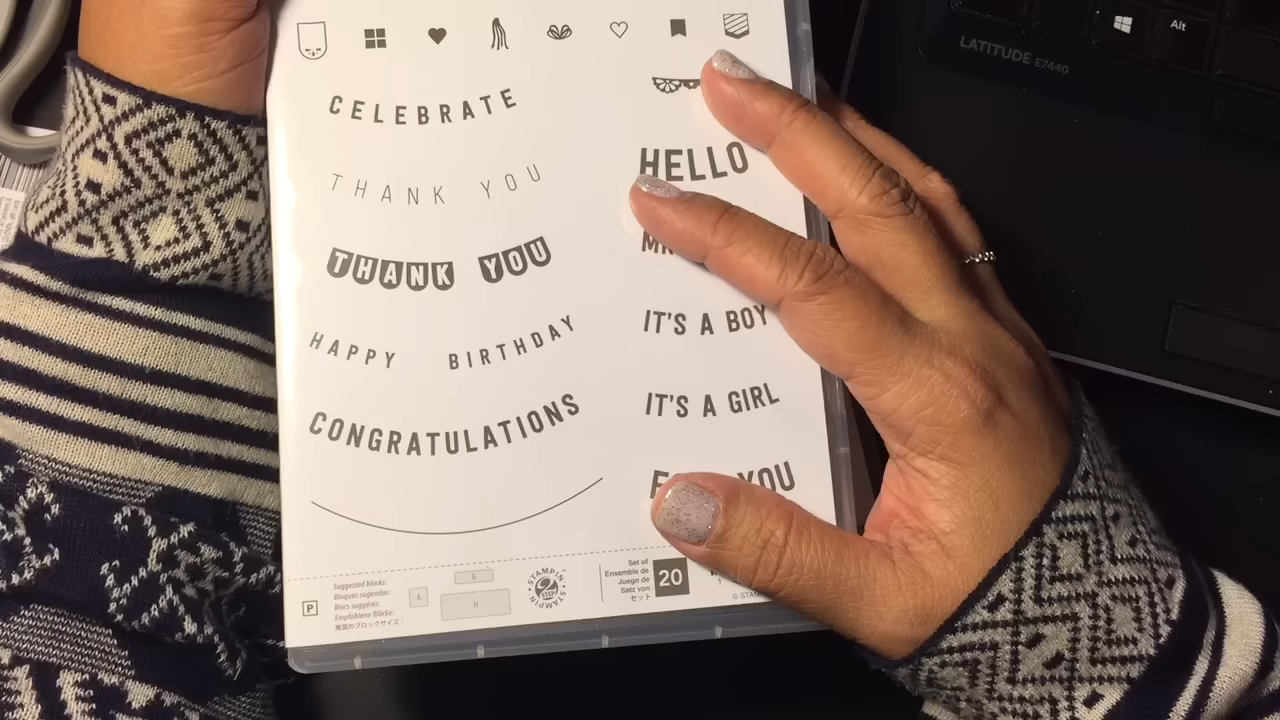 CELEBRATE
THANK YOU
THANK YOU
HAPPY BIRTHDAY
CONGRATULATIONS
HELLO
IT'S A BOY
IT'S A GIRL
YOU
P
Suggested blocks:
Bloques sugeridos:
Blocs suggérés:
Empfohlene Blöcke:
推奨のブロックサイズ:
A
G
H
STAMPIN'
Set of
Ensemble de
Juego de
Satz von
セット
20
LATITUDE E7440
Alt